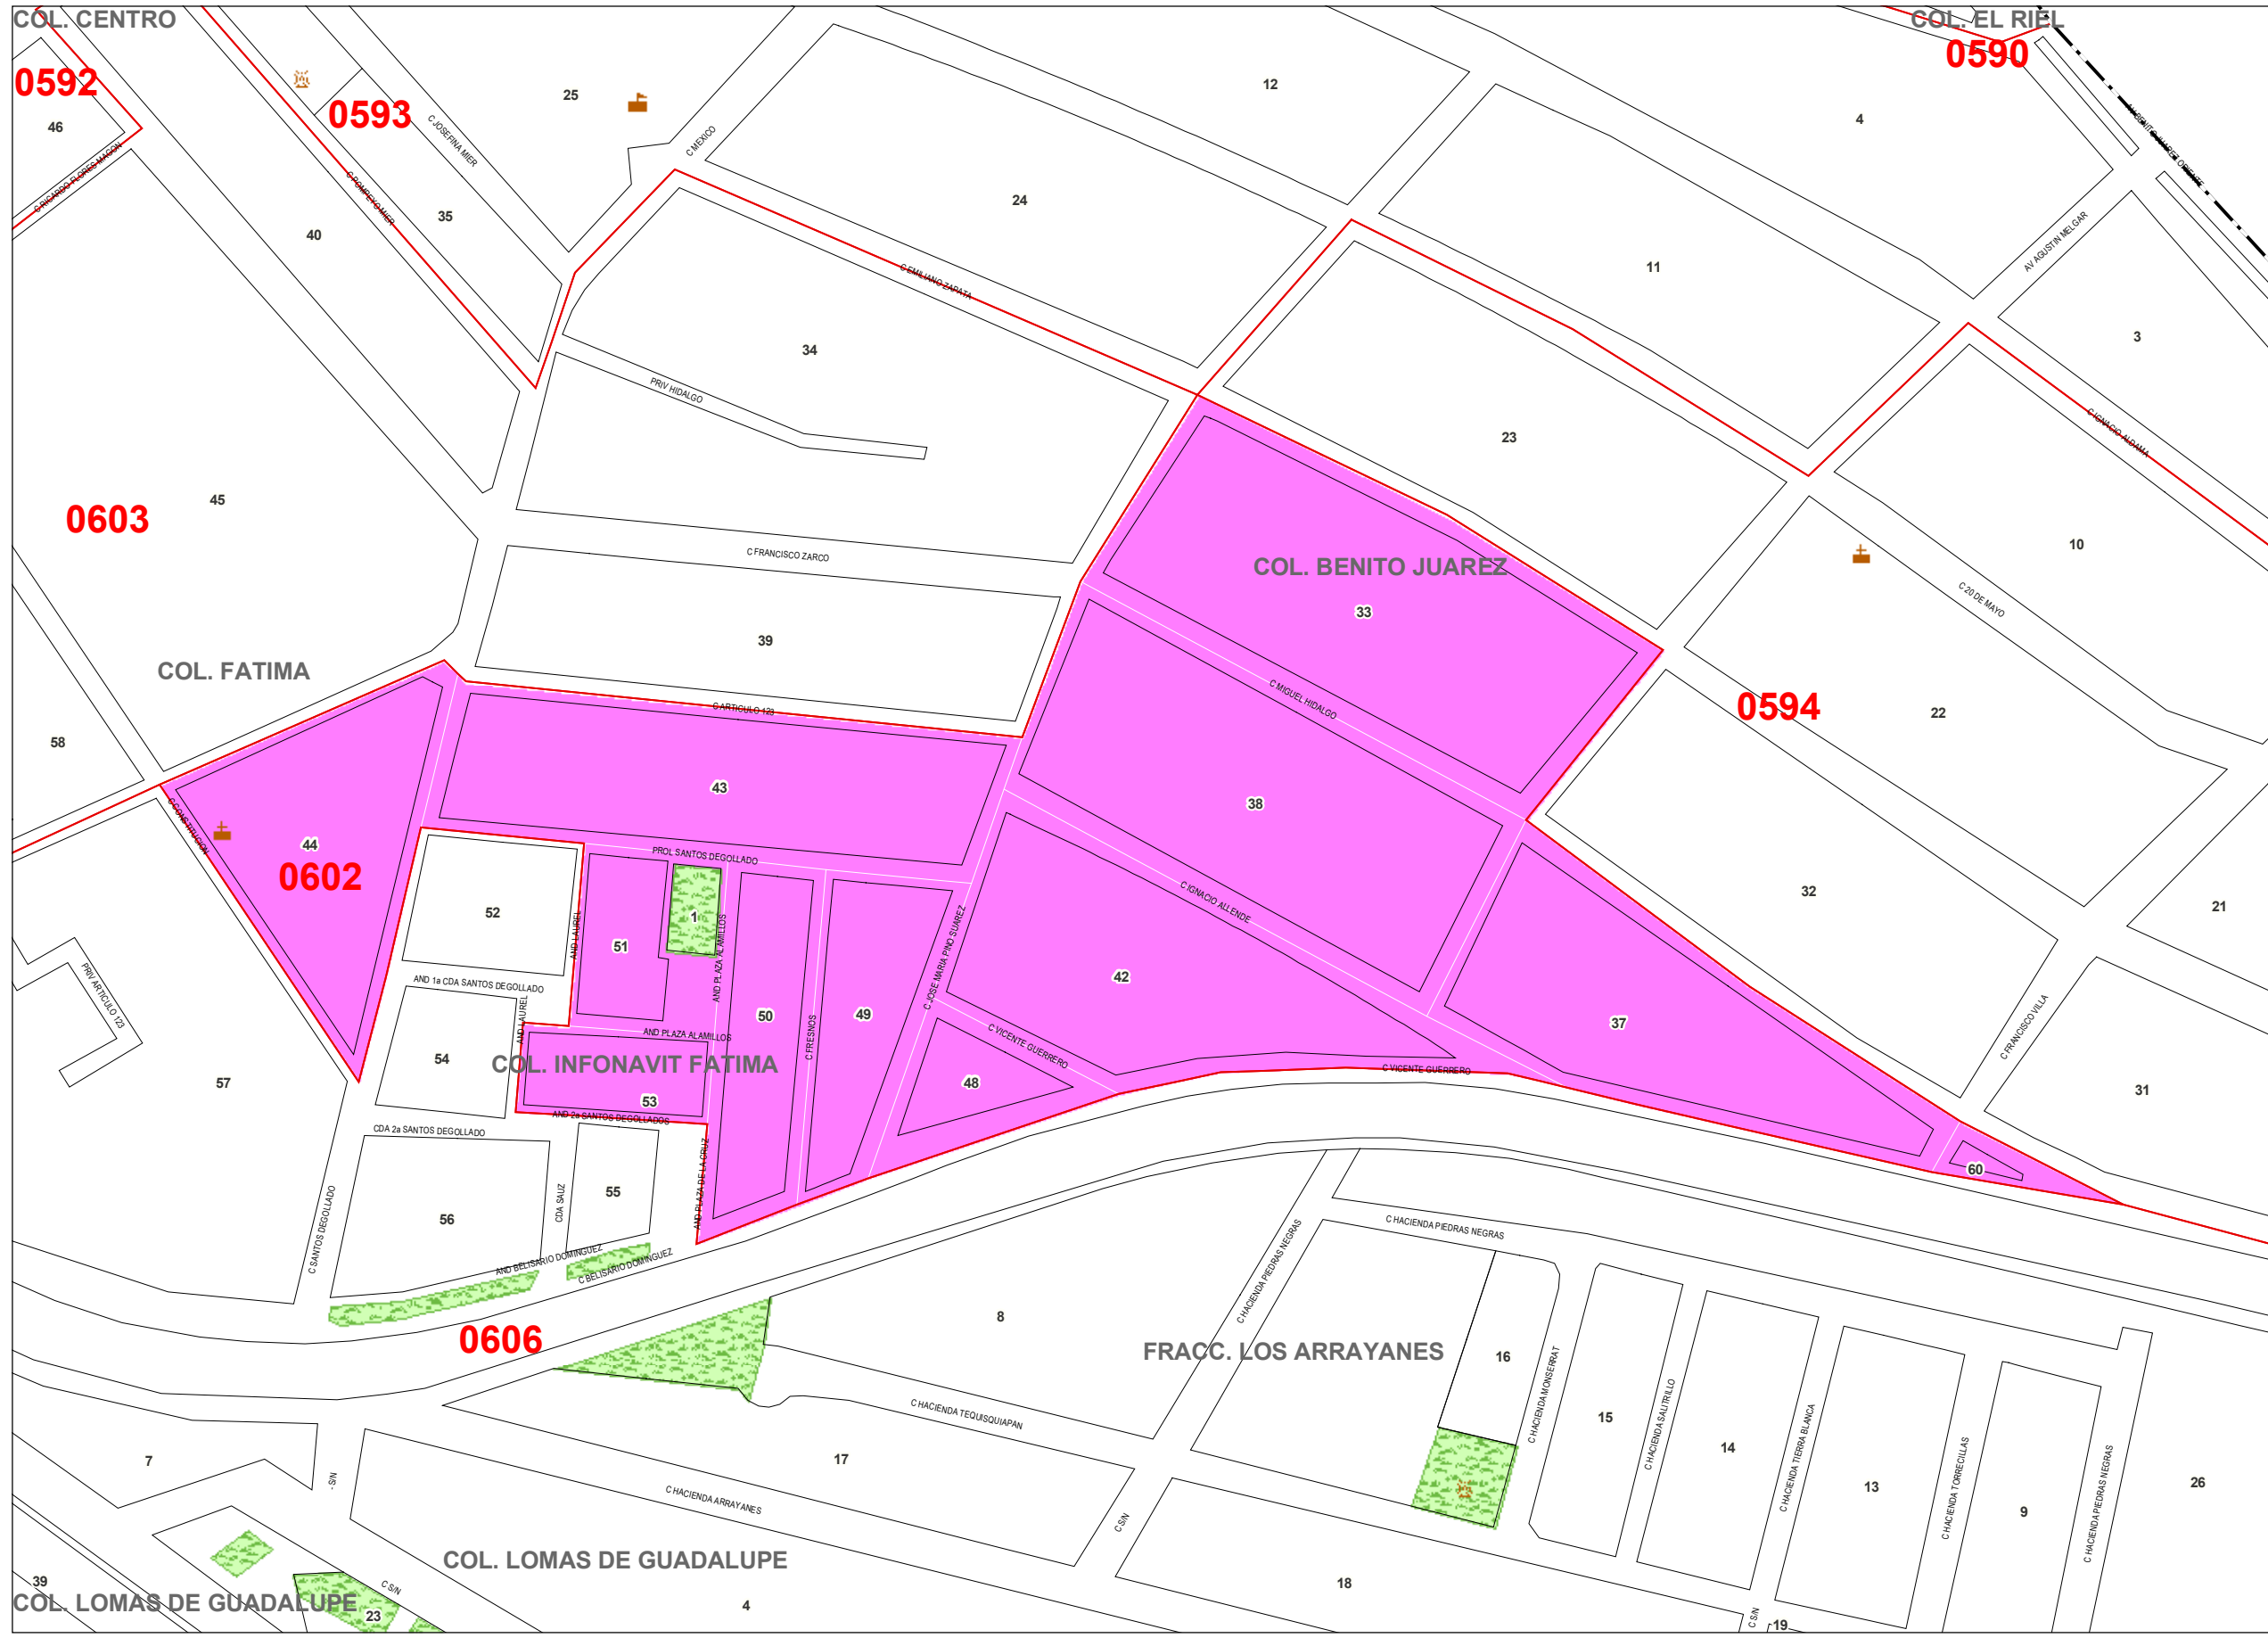 COL. CENTRO
COL. EL RIEL
0590
0592
0593
25
12
4
46
C JOSEFINA MIER
C MEXICO
AV BENITO JUAREZ ORIENTE
C RICARDO FLORES MAGON
C POMPEYO MIER
35
24
40
11
AV AGUSTIN MELGAR
C EMILIANO ZAPATA
34
3
PRIV HIDALGO
23
C IGNACIO ALDAMA
45
0603
C FRANCISCO ZARCO
10
COL. BENITO JUAREZ
33
C 20 DE MAYO
39
COL. FATIMA
C MIGUEL HIDALGO
0594
22
C ARTICULO 123
58
43
38
C CONSTITUCION
44
0602
PROL SANTOS DEGOLLADO
32
C IGNACIO ALLENDE
52
1
21
AND LAUREL
51
AND PLAZA ALAMILLOS
C JOSE MARIA PINO SUAREZ
42
PRIV ARTICULO 123
AND 1a CDA SANTOS DEGOLLADO
50
49
37
AND LAUREL
AND PLAZA ALAMILLOS
C FRESNOS
C VICENTE GUERRERO
C FRANCISCO VILLA
54
COL. INFONAVIT FATIMA
C VICENTE GUERRERO
57
48
31
53
AND 2a SANTOS DEGOLLADOS
CDA 2a SANTOS DEGOLLADO
60
AND PLAZA DE LA CRUZ
55
CDA SAUZ
56
C SANTOS DEGOLLADO
C HACIENDA PIEDRAS NEGRAS
C HACIENDA PIEDRAS NEGRAS
AND BELISARIO DOMINGUEZ
C BELISARIO DOMINGUEZ
8
0606
FRACC. LOS ARRAYANES
16
C HACIENDA MONSERRAT
C HACIENDA TEQUISQUIAPAN
15
C HACIENDA SALITRILLO
14
C HACIENDA TIERRA BLANCA
7
17
13
C HACIENDA TORRECILLAS
C HACIENDA PIEDRAS NEGRAS
26
- S/N
C HACIENDA ARRAYANES
9
C S/N
COL. LOMAS DE GUADALUPE
39
C S/N
18
COL. LOMAS DE GUADALUPE
4
23
C S/N
19